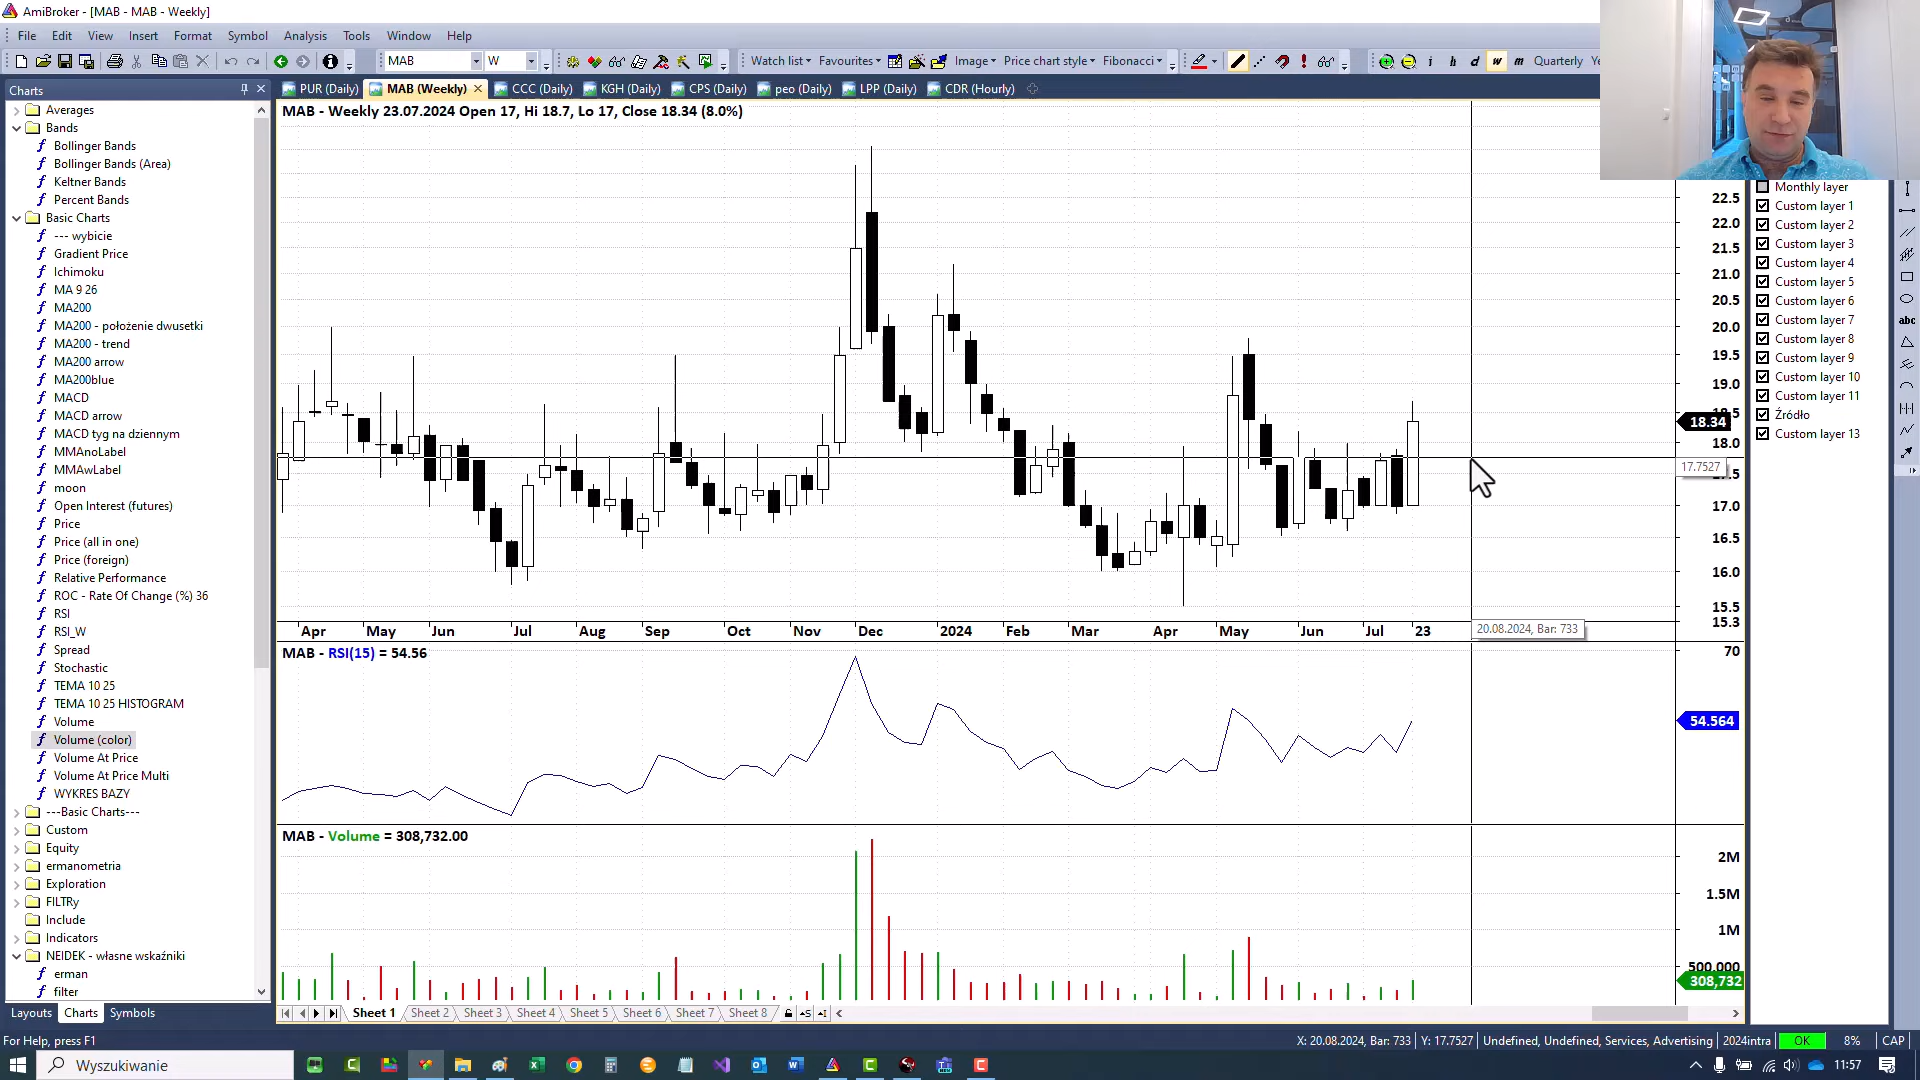 AmiBroker - [MAB - MAB - Weekly]
File Edit View Insert Format Symbol Analysis Tools Window Help
MAB W Watch list Favourites Image Price chart style Fibonacci i h d w m Quarterly
Charts
PUR (Daily) MAB (Weekly) CCC (Daily) KGH (Daily) CPS (Daily) peo (Daily) LPP (Daily) CDR (Hourly)
Averages
Bands
Bollinger Bands
Bollinger Bands (Area)
Keltner Bands
Percent Bands
Basic Charts
--- wybicie
Gradient Price
Ichimoku
MA 9 26
MA200
MA200 - położenie dwusetki
MA200 - trend
MA200 arrow
MA200blue
MACD
MACD arrow
MACD tyg na dziennym
MMAnoLabel
MMAwLabel
moon
Open Interest (futures)
Price
Price (all in one)
Price (foreign)
Relative Performance
ROC - Rate Of Change (%) 36
RSI
RSI_W
Spread
Stochastic
TEMA 10 25
TEMA 10 25 HISTOGRAM
Volume
Volume (color)
Volume At Price
Volume At Price Multi
WYKRES BAZY
---Basic Charts---
Custom
Equity
ermanometria
Exploration
FILTRy
Include
Indicators
NEIDEK - własne wskaźniki
erman
filter
Layouts Charts Symbols
MAB - Weekly 23.07.2024 Open 17, Hi 18.7, Lo 17, Close 18.34 (8.0%)
22.5
22.0
21.5
21.0
20.5
20.0
19.5
19.0
18.34
18.0
17.7527
17.0
16.5
16.0
15.5
15.3
Apr May Jun Jul Aug Sep Oct Nov Dec 2024 Feb Mar Apr May Jun Jul 23
20.08.2024, Bar: 733
MAB - RSI(15) = 54.56
70
54.564
MAB - Volume = 308,732.00
2M
1.5M
1M
500,000
308,732
Sheet 1 Sheet 2 Sheet 3 Sheet 4 Sheet 5 Sheet 6 Sheet 7 Sheet 8
Monthly layer
Custom layer 1
Custom layer 2
Custom layer 3
Custom layer 4
Custom layer 5
Custom layer 6
Custom layer 7
Custom layer 8
Custom layer 9
Custom layer 10
Custom layer 11
Źródło
Custom layer 13
abc
For Help, press F1
X: 20.08.2024, Bar: 733 Y: 17.7527 Undefined, Undefined, Services, Advertising 2024intra OK 8% CAP
Wyszukiwanie
11:57